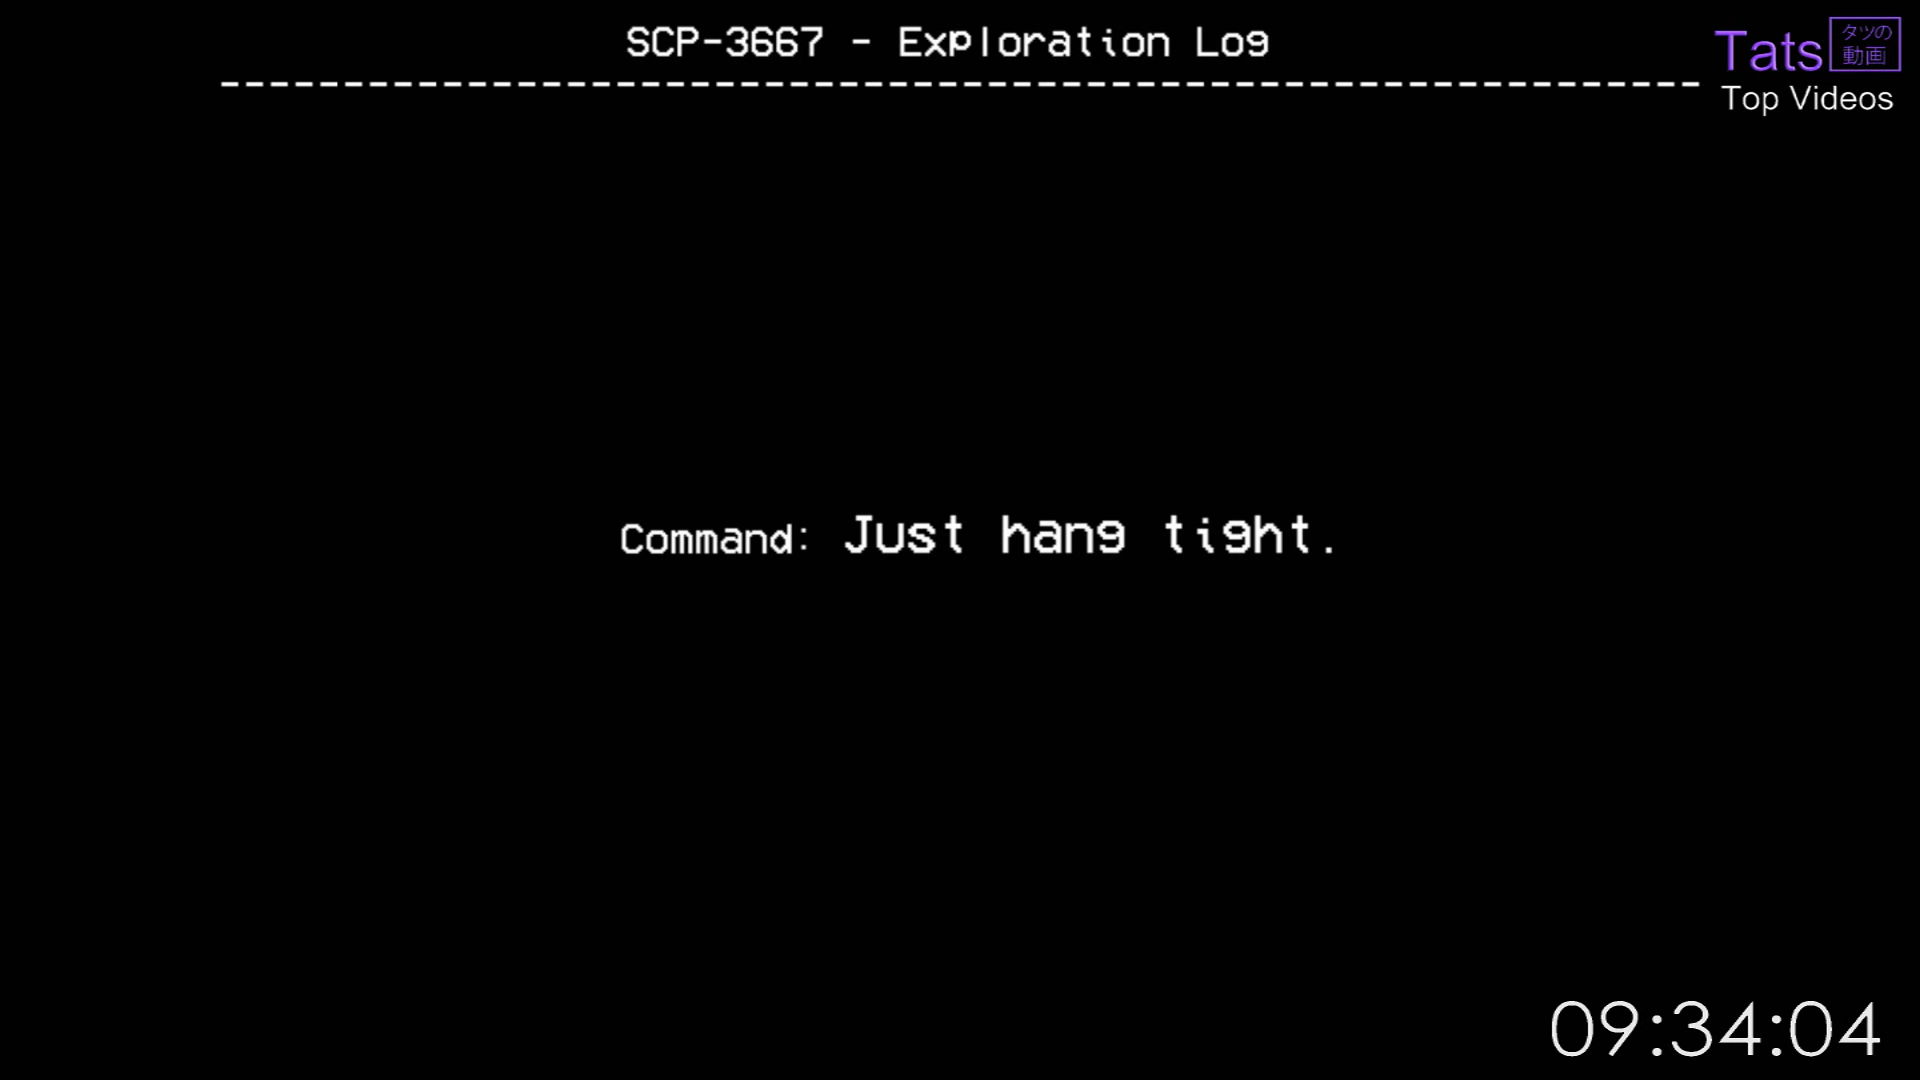 SCP-3667 - Exploration Log
------------------------------------------------------------
Tats タツの
動画
Top Videos
Command: Just hang tight.
09:34:04